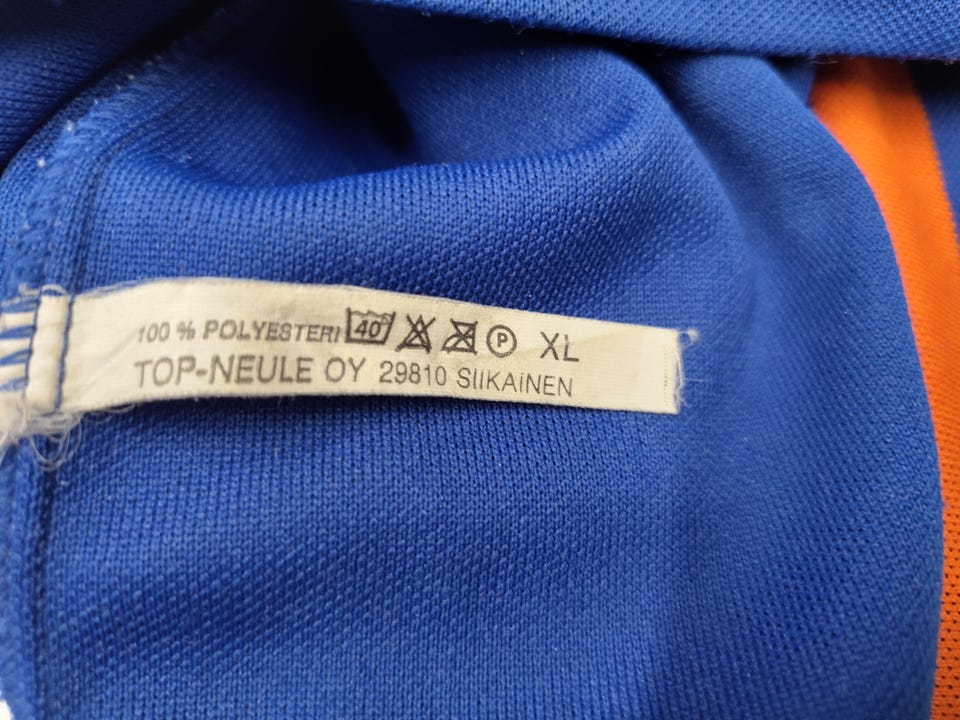 100 % POLYESTERI 40 P XL
TOP-NEULE OY 29810 SIIKAINEN